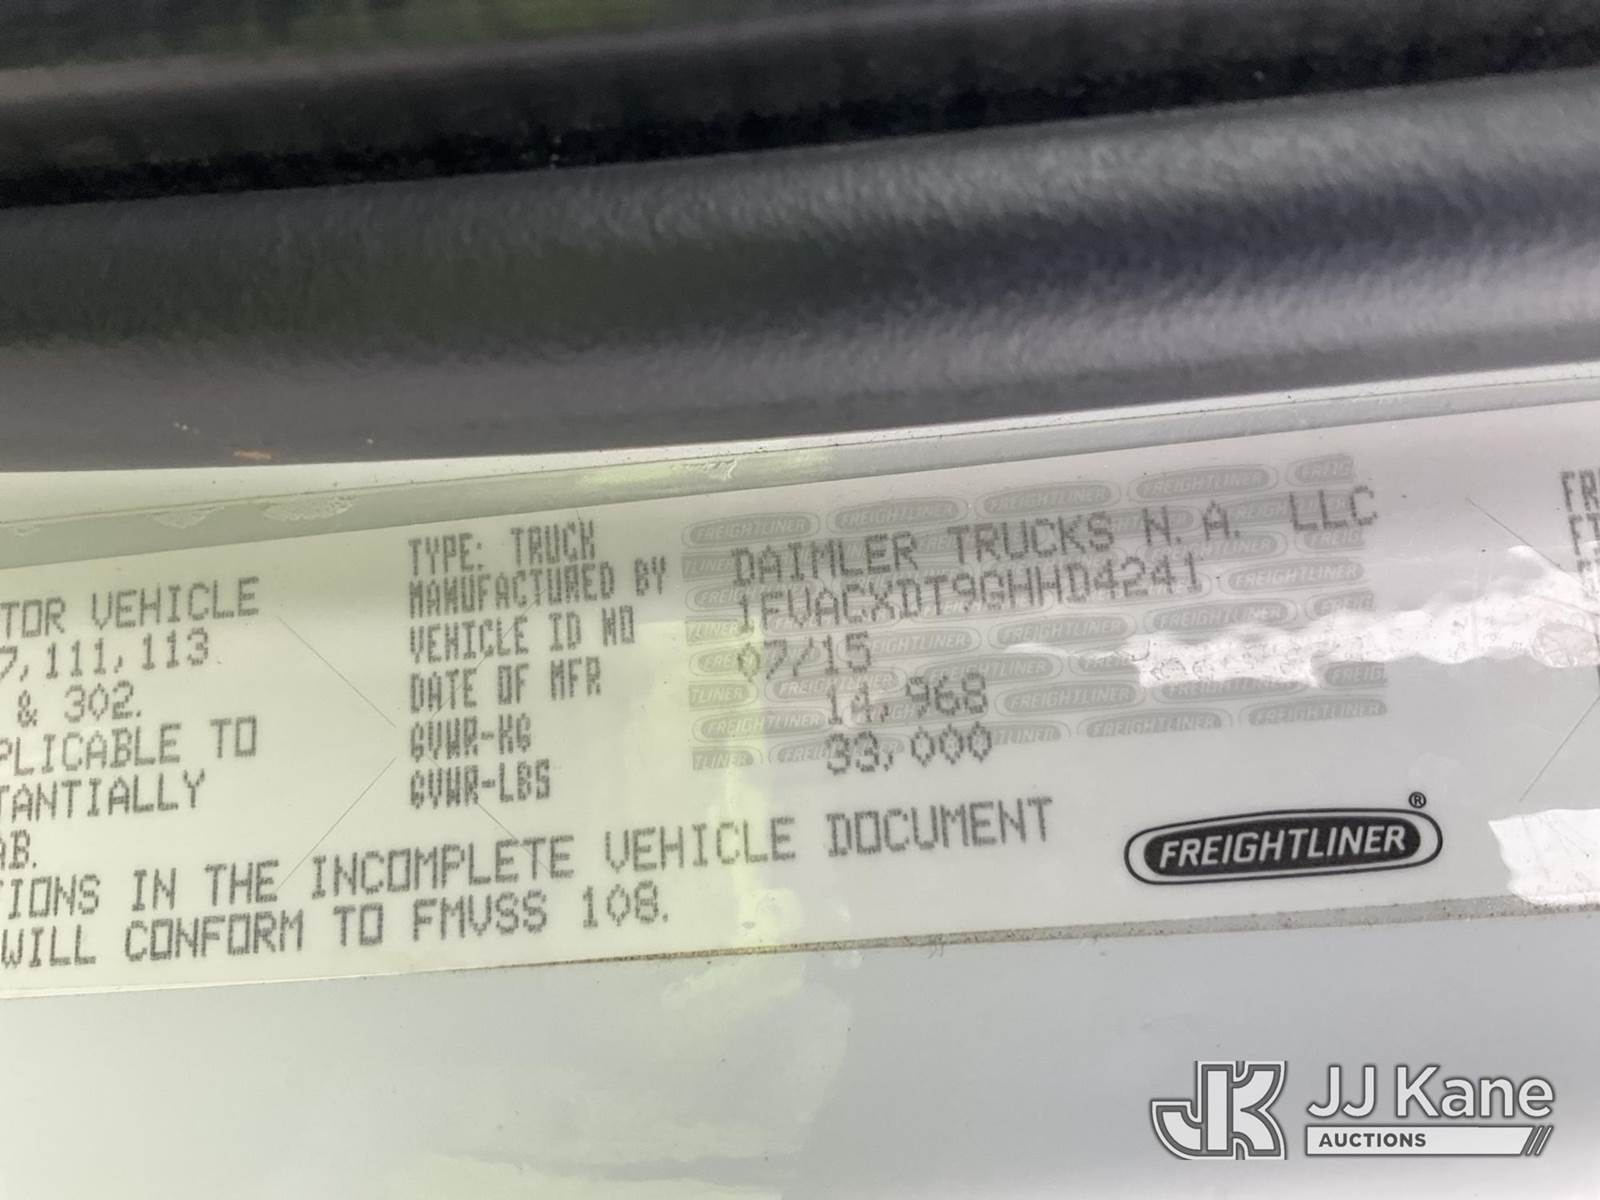 TOR VEHICLE
7,111,113
& 302.
PLICABLE TO
TANTIALLY
AB.
TYPE: TRUCK
MANUFACTURED BY DAIMLER TRUCKS N.A. LLC
VEHICLE ID NO 1FVACXDT9GHHD4241
DATE OF MFR 07/15
GVWR-KG 14,968
GVWR-LBS 33,000
TIONS IN THE INCOMPLETE VEHICLE DOCUMENT
WILL CONFORM TO FMVSS 108.
FREIGHTLINER®
JK JJ Kane
AUCTIONS